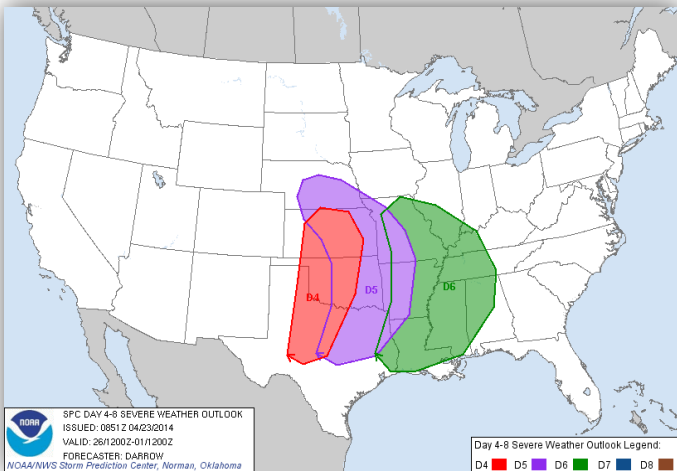 D4
D5
D6
NOAA
SPC DAY 4-8 SEVERE WEATHER OUTLOOK
ISSUED: 0851Z 04/23/2014
VALID: 26/1200Z-01/1200Z
FORECASTER: DARROW
NOAA/NWS Storm Prediction Center, Norman, Oklahoma
Day 4-8 Severe Weather Outlook Legend:
D4 D5 D6 D7 D8